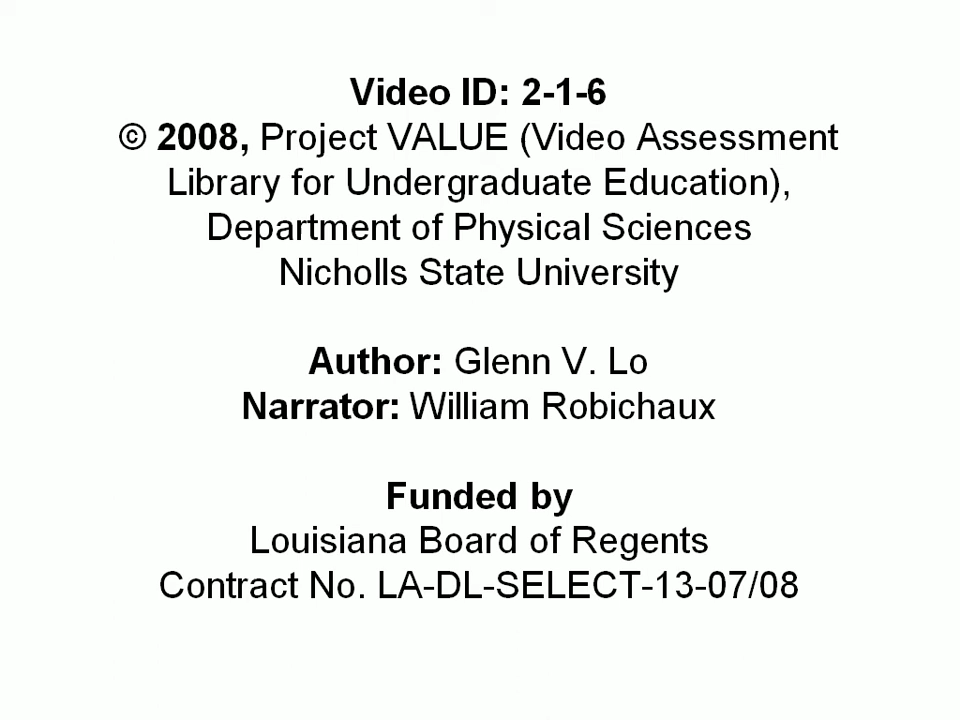 Video ID: 2-1-6
© 2008, Project VALUE (Video Assessment
Library for Undergraduate Education),
Department of Physical Sciences
Nicholls State University
Author: Glenn V. Lo
Narrator: William Robichaux
Funded by
Louisiana Board of Regents
Contract No. LA-DL-SELECT-13-07/08